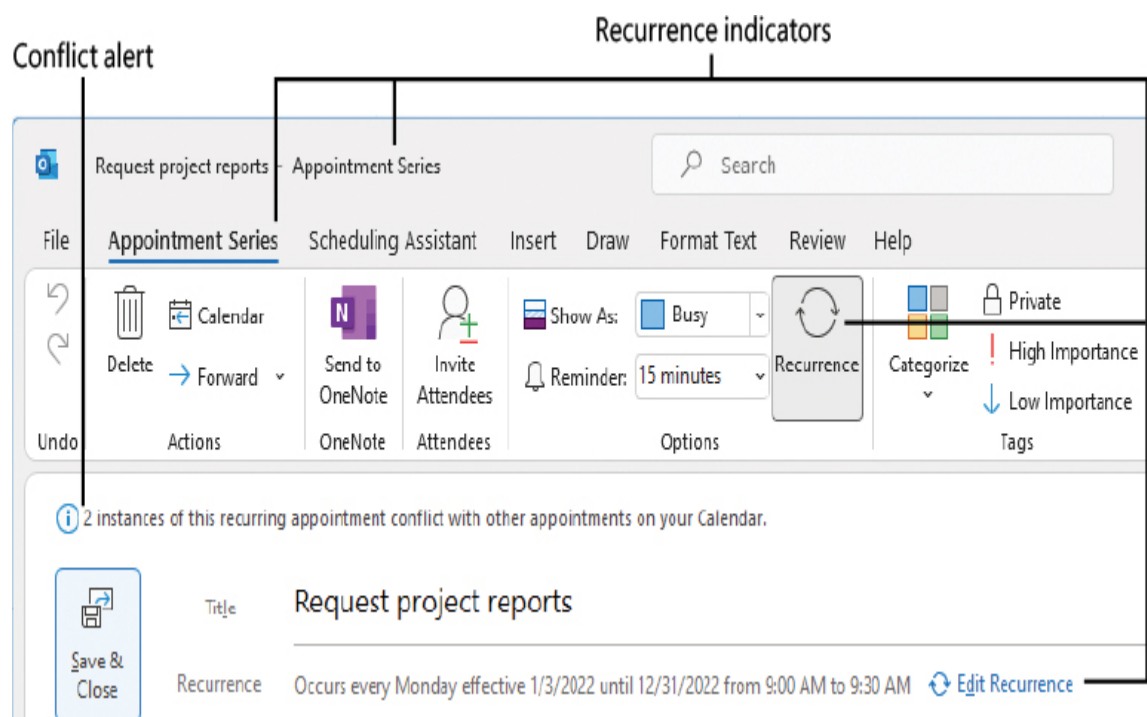 Recurrence indicators
Conflict alert
Request project reports - Appointment Series
Search
File Appointment Series Scheduling Assistant Insert Draw Format Text Review Help
Delete
Calendar
Forward
N
Send to
OneNote
Invite
Attendees
Show As: Busy
Reminder: 15 minutes
Recurrence
Categorize
Private
High Importance
Low Importance
Undo Actions OneNote Attendees Options Tags
2 instances of this recurring appointment conflict with other appointments on your Calendar.
Save &
Close
Title Request project reports
Recurrence Occurs every Monday effective 1/3/2022 until 12/31/2022 from 9:00 AM to 9:30 AM Edit Recurrence